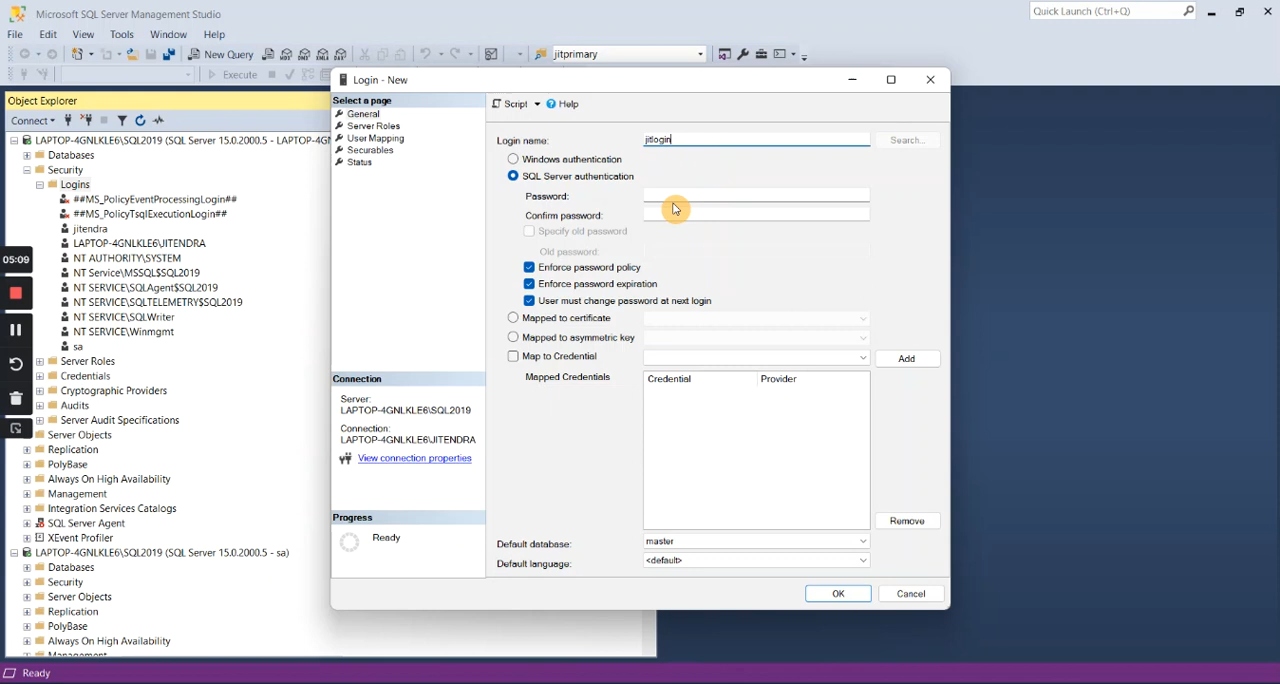 Microsoft SQL Server Management Studio
Quick Launch (Ctrl+Q)
File Edit View Tools Window Help
New Query
MDX DMX XMLA DAX
jitprimary
Execute
Object Explorer
Connect
LAPTOP-4GNLKLE6\SQL2019 (SQL Server 15.0.2000.5 - LAPTOP-4G
Databases
Security
Logins
##MS_PolicyEventProcessingLogin##
##MS_PolicyTsqlExecutionLogin##
jitendra
LAPTOP-4GNLKLE6\JITENDRA
NT AUTHORITY\SYSTEM
NT Service\MSSQL$SQL2019
NT SERVICE\SQLAgent$SQL2019
NT SERVICE\SQLTELEMETRY$SQL2019
NT SERVICE\SQLWriter
NT SERVICE\Winmgmt
sa
Server Roles
Credentials
Cryptographic Providers
Audits
Server Audit Specifications
Server Objects
Replication
PolyBase
Always On High Availability
Management
Integration Services Catalogs
SQL Server Agent
XEvent Profiler
LAPTOP-4GNLKLE6\SQL2019 (SQL Server 15.0.2000.5 - sa)
Databases
Security
Server Objects
Replication
PolyBase
Always On High Availability
Management
05:09
Login - New
Select a page
General
Server Roles
User Mapping
Securables
Status
Connection
Server:
LAPTOP-4GNLKLE6\SQL2019
Connection:
LAPTOP-4GNLKLE6\JITENDRA
View connection properties
Progress
Ready
Script Help
Login name: jitlogin Search...
Windows authentication
SQL Server authentication
Password:
Confirm password:
Specify old password
Old password:
Enforce password policy
Enforce password expiration
User must change password at next login
Mapped to certificate
Mapped to asymmetric key
Map to Credential Add
Mapped Credentials Credential Provider
Remove
Default database: master
Default language: <default>
OK Cancel
Ready